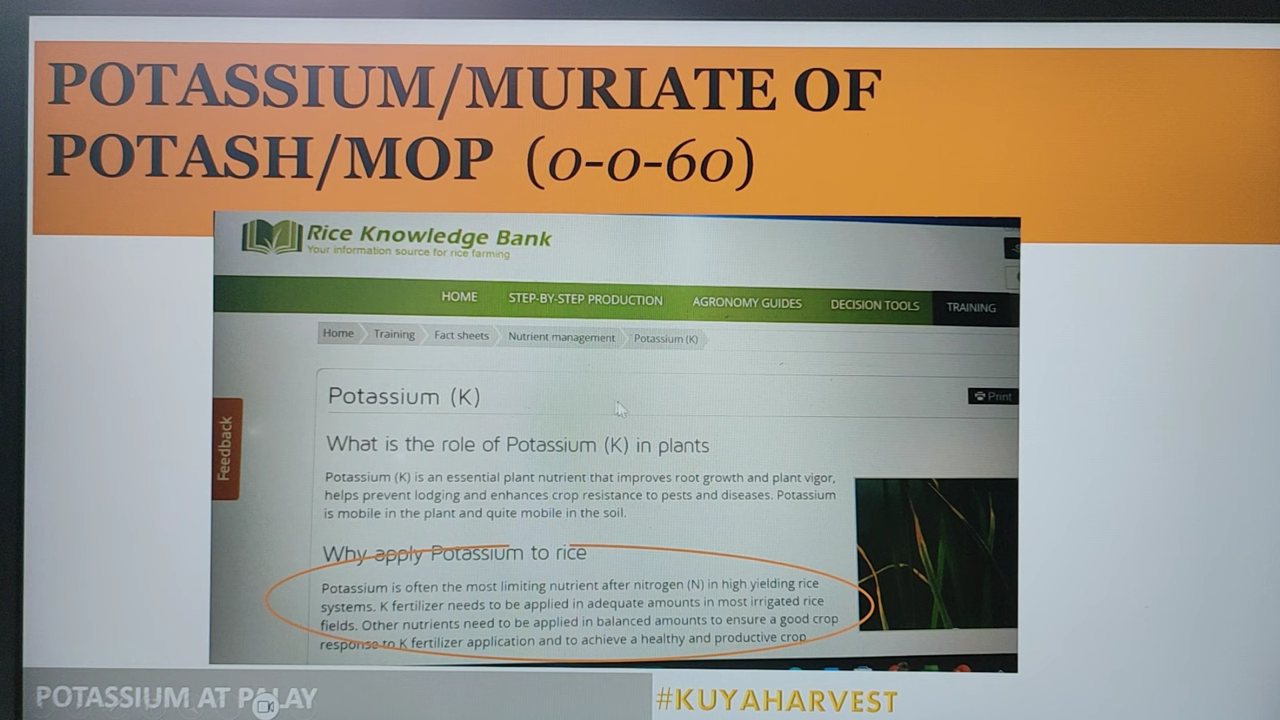 POTASSIUM/MURIATE OF
POTASH/MOP (0-0-60)
Rice Knowledge Bank
Your information source for rice farming
HOME STEP-BY-STEP PRODUCTION AGRONOMY GUIDES DECISION TOOLS TRAINING
Home Training Fact sheets Nutrient management Potassium (K)
Potassium (K)
Print
What is the role of Potassium (K) in plants
Feedback
Potassium (K) is an essential plant nutrient that improves root growth and plant vigor,
helps prevent lodging and enhances crop resistance to pests and diseases. Potassium
is mobile in the plant and quite mobile in the soil.
Why apply Potassium to rice
Potassium is often the most limiting nutrient after nitrogen (N) in high yielding rice
systems. K fertilizer needs to be applied in adequate amounts in most irrigated rice
fields. Other nutrients need to be applied in balanced amounts to ensure a good crop
response to K fertilizer application and to achieve a healthy and productive crop
POTASSIUM AT PALAY
#KUYAHARVEST